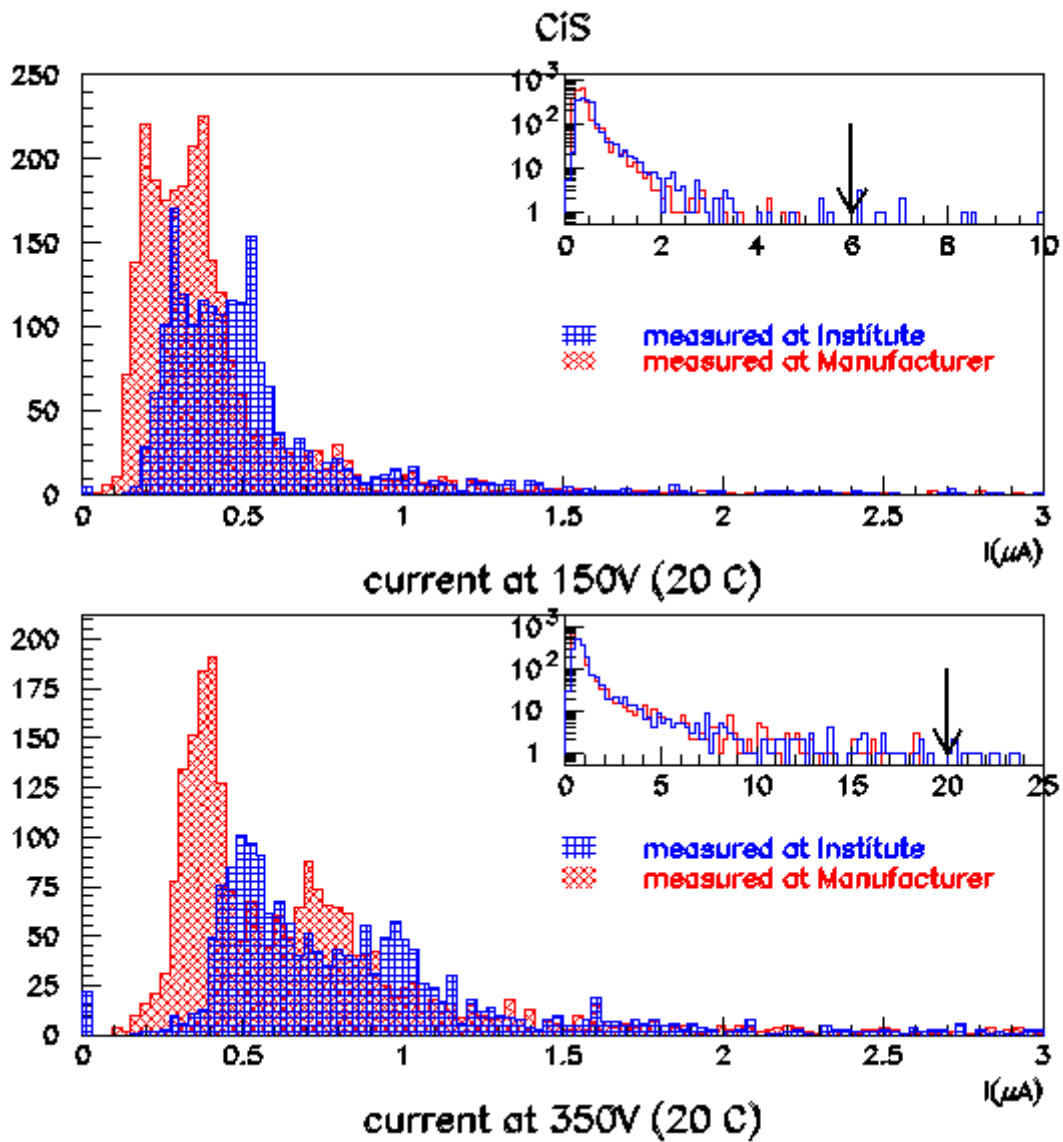 CiS
250
200
150
100
50
0
0 0.5 1 1.5 2 2.5 3
I(μA)
10³
10²
10
1
0 2 4 6 8 10
measured at Institute
measured at Manufacturer
current at 150V (20 C)
200
175
150
125
100
75
50
25
0
0 0.5 1 1.5 2 2.5 3
I(μA)
10³
10²
10
1
0 5 10 15 20 25
measured at Institute
measured at Manufacturer
current at 350V (20 C)